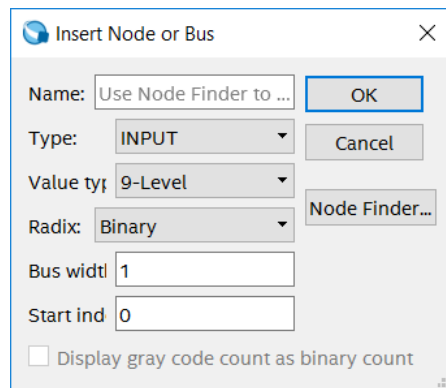 Insert Node or Bus
Name: Use Node Finder to ... OK
Type: INPUT Cancel
Value typ 9-Level
Node Finder...
Radix: Binary
Bus widtl 1
Start ind 0
Display gray code count as binary count